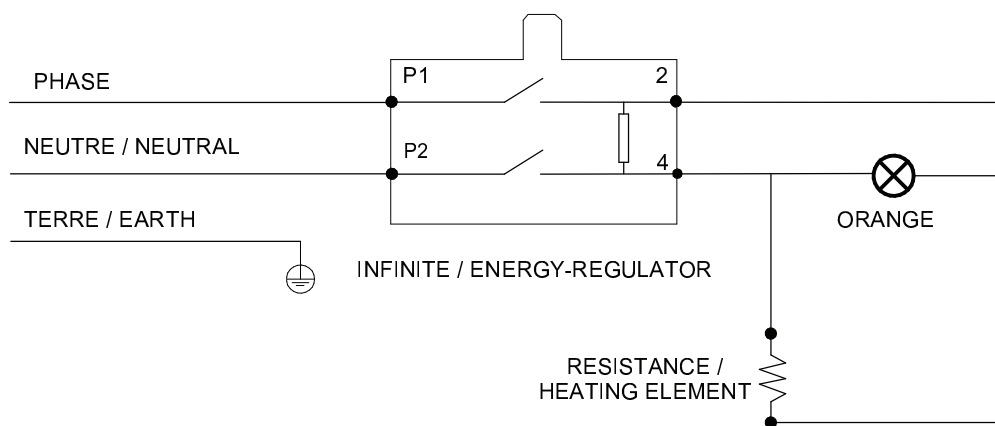 P1
2
PHASE
NEUTRE / NEUTRAL
P2
4
TERRE / EARTH
ORANGE
INFINITE / ENERGY-REGULATOR
RESISTANCE /
HEATING ELEMENT